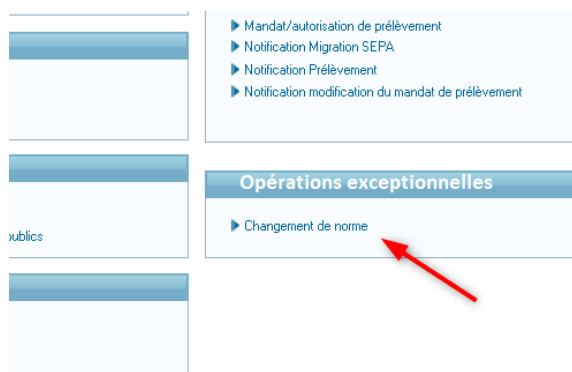 Mandat/autorisation de prélèvement
Notification Migration SEPA
Notification Prélèvement
Notification modification du mandat de prélèvement
Opérations exceptionnelles
Changement de norme
publics